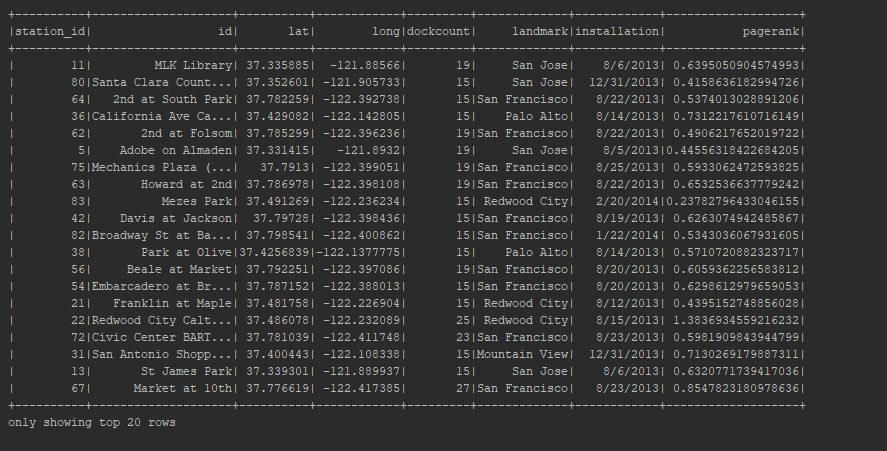 +----------+--------------------+----------+------------+---------+-------------+------------+-------------------+
|station_id|                  id|       lat|        long|dockcount|     landmark|installation|           pagerank|
+----------+--------------------+----------+------------+---------+-------------+------------+-------------------+
|        11|         MLK Library| 37.335885|  -121.88566|       19|     San Jose|    8/6/2013| 0.6395050904574993|
|        80|Santa Clara Count...| 37.352601| -121.905733|       15|     San Jose|  12/31/2013| 0.4158636182994726|
|        64|   2nd at South Park| 37.782259| -122.392738|       15|San Francisco|   8/22/2013| 0.5374013028891206|
|        36|California Ave Ca...| 37.429082| -122.142805|       15|    Palo Alto|   8/14/2013| 0.7312217610716149|
|        62|       2nd at Folsom| 37.785299| -122.396236|       19|San Francisco|   8/22/2013| 0.4906217652019722|
|         5|    Adobe on Almaden| 37.331415|   -121.8932|       19|     San Jose|    8/5/2013|0.44556318422684205|
|        75|Mechanics Plaza (...|   37.7913| -122.399051|       19|San Francisco|   8/25/2013| 0.5933062472593825|
|        63|       Howard at 2nd| 37.786978| -122.398108|       19|San Francisco|   8/22/2013| 0.6532536637779242|
|        83|          Mezes Park| 37.491269| -122.236234|       15| Redwood City|   2/20/2014|0.23782796433046155|
|        42|    Davis at Jackson|  37.79728| -122.398436|       15|San Francisco|   8/19/2013| 0.6263074942485867|
|        82|Broadway St at Ba...| 37.798541| -122.400862|       15|San Francisco|   1/22/2014| 0.5343036067931605|
|        38|       Park at Olive|37.4256839|-122.1377775|       15|    Palo Alto|   8/14/2013| 0.5710720882323717|
|        56|     Beale at Market| 37.792251| -122.397086|       19|San Francisco|   8/20/2013| 0.6059362256583812|
|        54|Embarcadero at Br...| 37.787152| -122.388013|       15|San Francisco|   8/20/2013| 0.6298612979659053|
|        21|   Franklin at Maple| 37.481758| -122.226904|       15| Redwood City|   8/12/2013| 0.4395152748856028|
|        22|Redwood City Calt...| 37.486078| -122.232089|       25| Redwood City|   8/15/2013| 1.3836934559216232|
|        72|Civic Center BART...| 37.781039| -122.411748|       23|San Francisco|   8/23/2013| 0.5981909843944799|
|        31|San Antonio Shopp...| 37.400443| -122.108338|       15|Mountain View|  12/31/2013| 0.7130269179887311|
|        13|       St James Park| 37.339301| -121.889937|       15|     San Jose|    8/6/2013| 0.6320771739417036|
|        67|      Market at 10th| 37.776619| -122.417385|       27|San Francisco|   8/23/2013| 0.8547823180978636|
+----------+--------------------+----------+------------+---------+-------------+------------+-------------------+
only showing top 20 rows